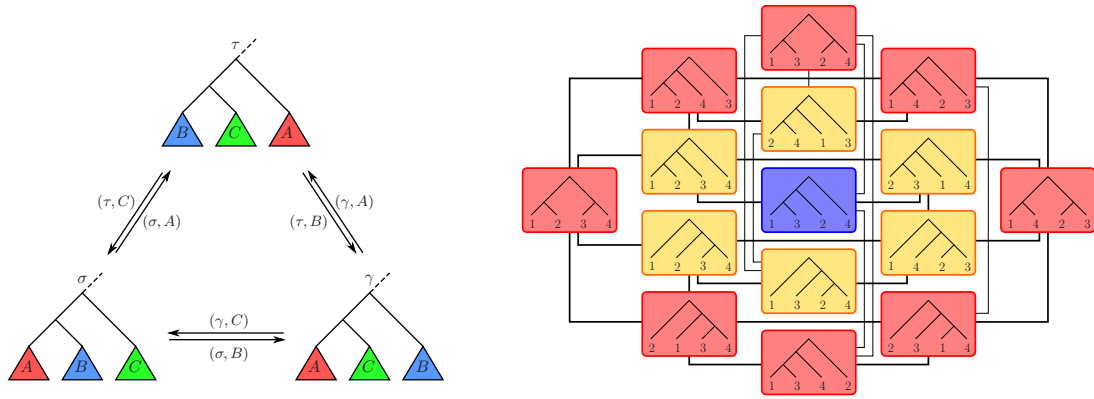 τ
B C A
(τ, C)
(σ, A)
(γ, A)
(τ, B)
σ
A B C
(γ, C)
(σ, B)
γ
A C B
1 3 2 4
1 2 4 3
1 4 2 3
2 4 1 3
1 2 3 4
2 3 1 4
1 2 3 4
1 3 2 4
1 4 2 3
1 2 3 4
1 4 2 3
1 3 2 4
2 1 3 4
3 1 2 4
1 3 4 2